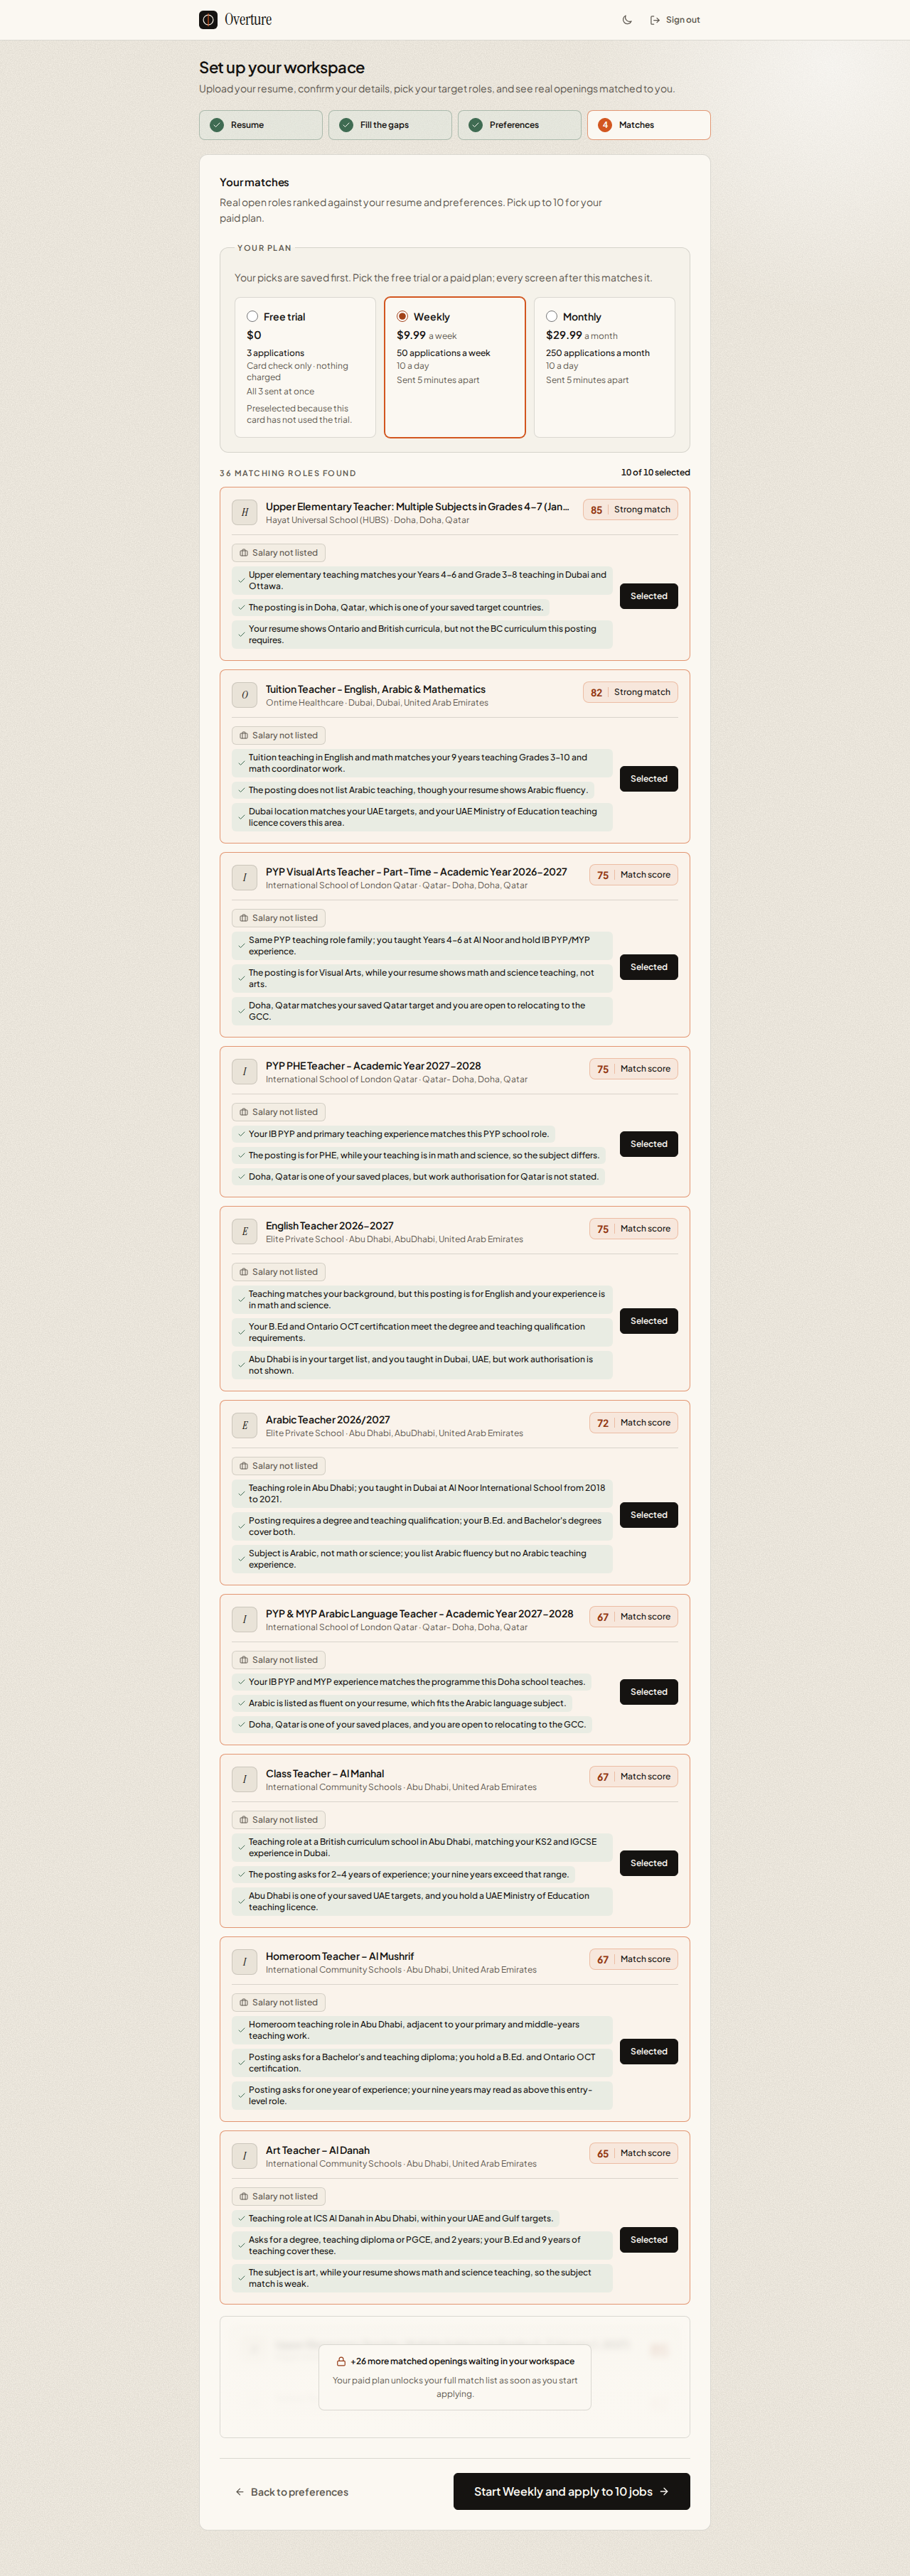 Overture
Sign out
Set up your workspace
Upload your resume, confirm your details, pick your target roles, and see real openings matched to you.
Resume
Fill the gaps
Preferences
4 Matches
Your matches
Real open roles ranked against your resume and preferences. Pick up to 10 for your
paid plan.
YOUR PLAN
Your picks are saved first. Pick the free trial or a paid plan; every screen after this matches it.
Free trial
$0
3 applications
Card check only · nothing
charged
All 3 sent at once
Preselected because this
card has not used the trial.
Weekly
$9.99 a week
50 applications a week
10 a day
Sent 5 minutes apart
Monthly
$29.99 a month
250 applications a month
10 a day
Sent 5 minutes apart
36 MATCHING ROLES FOUND
10 of 10 selected
H
Upper Elementary Teacher: Multiple Subjects in Grades 4–7 (Jan...
Hayat Universal School (HUBS) · Doha, Doha, Qatar
85 Strong match
Salary not listed
Upper elementary teaching matches your Years 4–6 and Grade 3–8 teaching in Dubai and
Ottawa.
The posting is in Doha, Qatar, which is one of your saved target countries.
Your resume shows Ontario and British curricula, but not the BC curriculum this posting
requires.
Selected
O
Tuition Teacher - English, Arabic & Mathematics
Ontime Healthcare · Dubai, Dubai, United Arab Emirates
82 Strong match
Salary not listed
Tuition teaching in English and math matches your 9 years teaching Grades 3–10 and
math coordinator work.
The posting does not list Arabic teaching, though your resume shows Arabic fluency.
Dubai location matches your UAE targets, and your UAE Ministry of Education teaching
licence covers this area.
Selected
I
PYP Visual Arts Teacher - Part-Time - Academic Year 2026-2027
International School of London Qatar · Qatar- Doha, Doha, Qatar
75 Match score
Salary not listed
Same PYP teaching role family; you taught Years 4–6 at Al Noor and hold IB PYP/MYP
experience.
The posting is for Visual Arts, while your resume shows math and science teaching, not
arts.
Doha, Qatar matches your saved Qatar target and you are open to relocating to the
GCC.
Selected
I
PYP PHE Teacher - Academic Year 2027-2028
International School of London Qatar · Qatar- Doha, Doha, Qatar
75 Match score
Salary not listed
Your IB PYP and primary teaching experience matches this PYP school role.
The posting is for PHE, while your teaching is in math and science, so the subject differs.
Doha, Qatar is one of your saved places, but work authorisation for Qatar is not stated.
Selected
E
English Teacher 2026-2027
Elite Private School · Abu Dhabi, AbuDhabi, United Arab Emirates
75 Match score
Salary not listed
Teaching matches your background, but this posting is for English and your experience is
in math and science.
Your B.Ed and Ontario OCT certification meet the degree and teaching qualification
requirements.
Abu Dhabi is in your target list, and you taught in Dubai, UAE, but work authorisation is
not shown.
Selected
E
Arabic Teacher 2026/2027
Elite Private School · Abu Dhabi, AbuDhabi, United Arab Emirates
72 Match score
Salary not listed
Teaching role in Abu Dhabi; you taught in Dubai at Al Noor International School from 2018
to 2021.
Posting requires a degree and teaching qualification; your B.Ed. and Bachelor's degrees
cover both.
Subject is Arabic, not math or science; you list Arabic fluency but no Arabic teaching
experience.
Selected
I
PYP & MYP Arabic Language Teacher - Academic Year 2027-2028
International School of London Qatar · Qatar- Doha, Doha, Qatar
67 Match score
Salary not listed
Your IB PYP and MYP experience matches the programme this Doha school teaches.
Arabic is listed as fluent on your resume, which fits the Arabic language subject.
Doha, Qatar is one of your saved places, and you are open to relocating to the GCC.
Selected
I
Class Teacher – Al Manhal
International Community Schools · Abu Dhabi, United Arab Emirates
67 Match score
Salary not listed
Teaching role at a British curriculum school in Abu Dhabi, matching your KS2 and IGCSE
experience in Dubai.
The posting asks for 2–4 years of experience; your nine years exceed that range.
Abu Dhabi is one of your saved UAE targets, and you hold a UAE Ministry of Education
teaching licence.
Selected
I
Homeroom Teacher – Al Mushrif
International Community Schools · Abu Dhabi, United Arab Emirates
67 Match score
Salary not listed
Homeroom teaching role in Abu Dhabi, adjacent to your primary and middle-years
teaching work.
Posting asks for a Bachelor's and teaching diploma; you hold a B.Ed. and Ontario OCT
certification.
Posting asks for one year of experience; your nine years may read as above this entry-
level role.
Selected
I
Art Teacher – Al Danah
International Community Schools · Abu Dhabi, United Arab Emirates
65 Match score
Salary not listed
Teaching role at ICS Al Danah in Abu Dhabi, within your UAE and Gulf targets.
Asks for a degree, teaching diploma or PGCE, and 2 years; your B.Ed and 9 years of
teaching cover these.
The subject is art, while your resume shows math and science teaching, so the subject
match is weak.
Selected
+26 more matched openings waiting in your workspace
Your paid plan unlocks your full match list as soon as you start
applying.
Back to preferences
Start Weekly and apply to 10 jobs